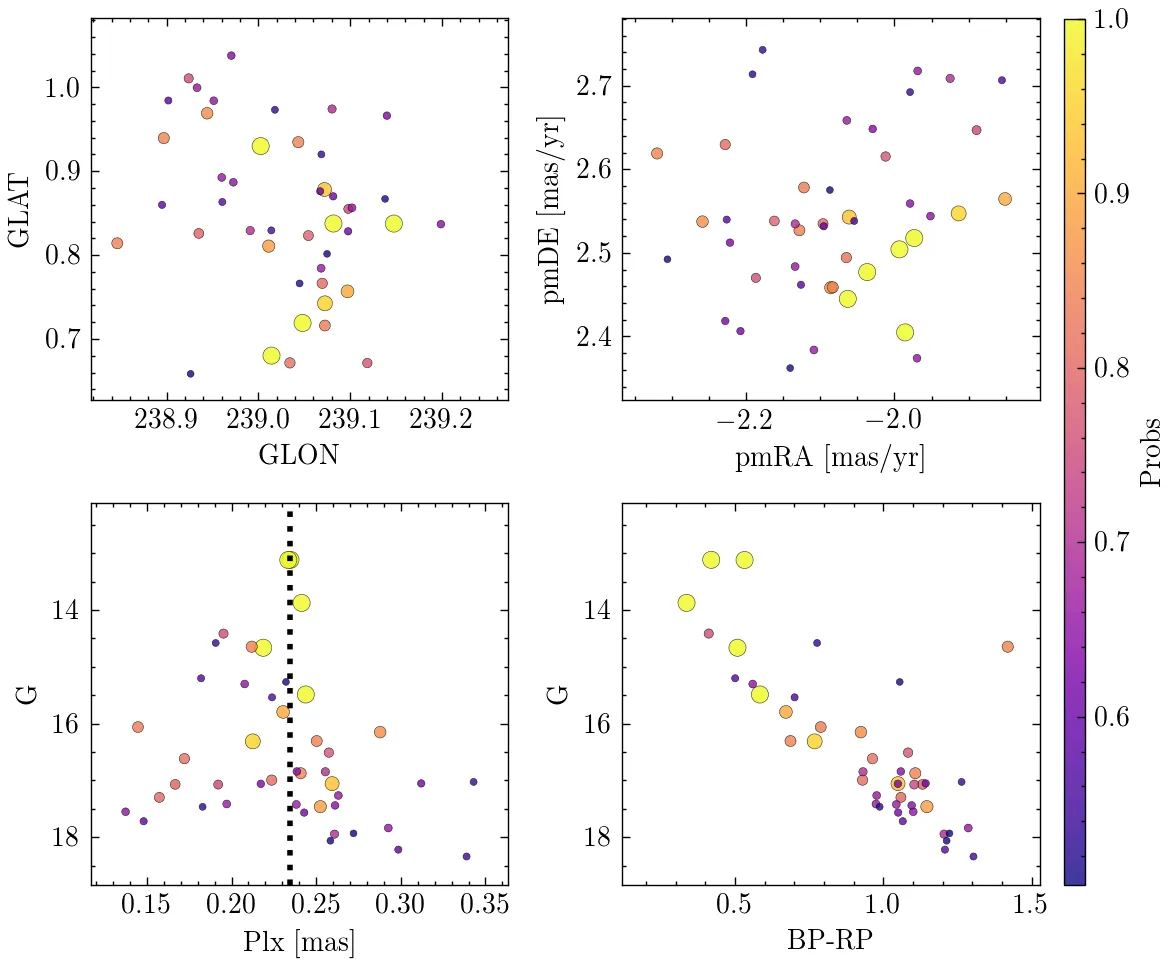 1.0
0.9
0.8
0.7
GLAT
238.9 239.0 239.1 239.2
GLON
2.7
2.6
2.5
2.4
pmDE [mas/yr]
−2.2 −2.0
pmRA [mas/yr]
14
16
18
G
0.15 0.20 0.25 0.30 0.35
Plx [mas]
14
16
18
G
0.5 1.0 1.5
BP-RP
1.0
0.9
0.8
0.7
0.6
Probs